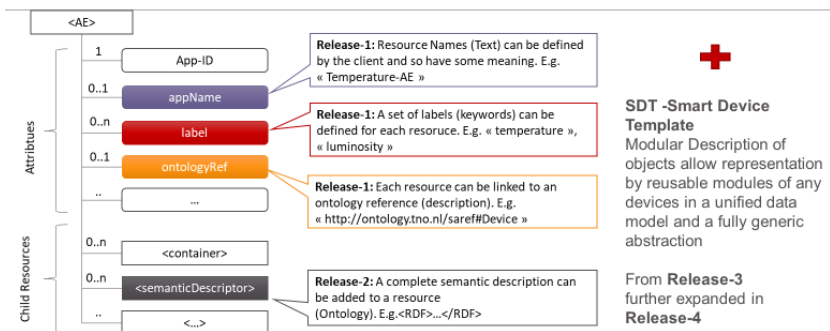 <AE>
Attribtues
1
App-ID
0..1
appName
0..n
label
0..1
ontologyRef
..
...
Child Resources
0..n
<container>
0..n
<semanticDescriptor>
..
<...>
Release-1: Resource Names (Text) can be defined
by the client and so have some meaning. E.g.
« Temperature-AE »
Release-1: A set of labels (keywords) can be
defined for each resoruce. E.g. « temperature »,
« luminosity »
Release-1: Each resource can be linked to an
ontology reference (description). E.g.
« http://ontology.tno.nl/saref#Device »
Release-2: A complete semantic description can
be added to a resource
(Ontology). E.g.<RDF>...</RDF>
SDT -Smart Device
Template
Modular Description of
objects allow representation
by reusable modules of any
devices in a unified data
model and a fully generic
abstraction
From Release-3
further expanded in
Release-4